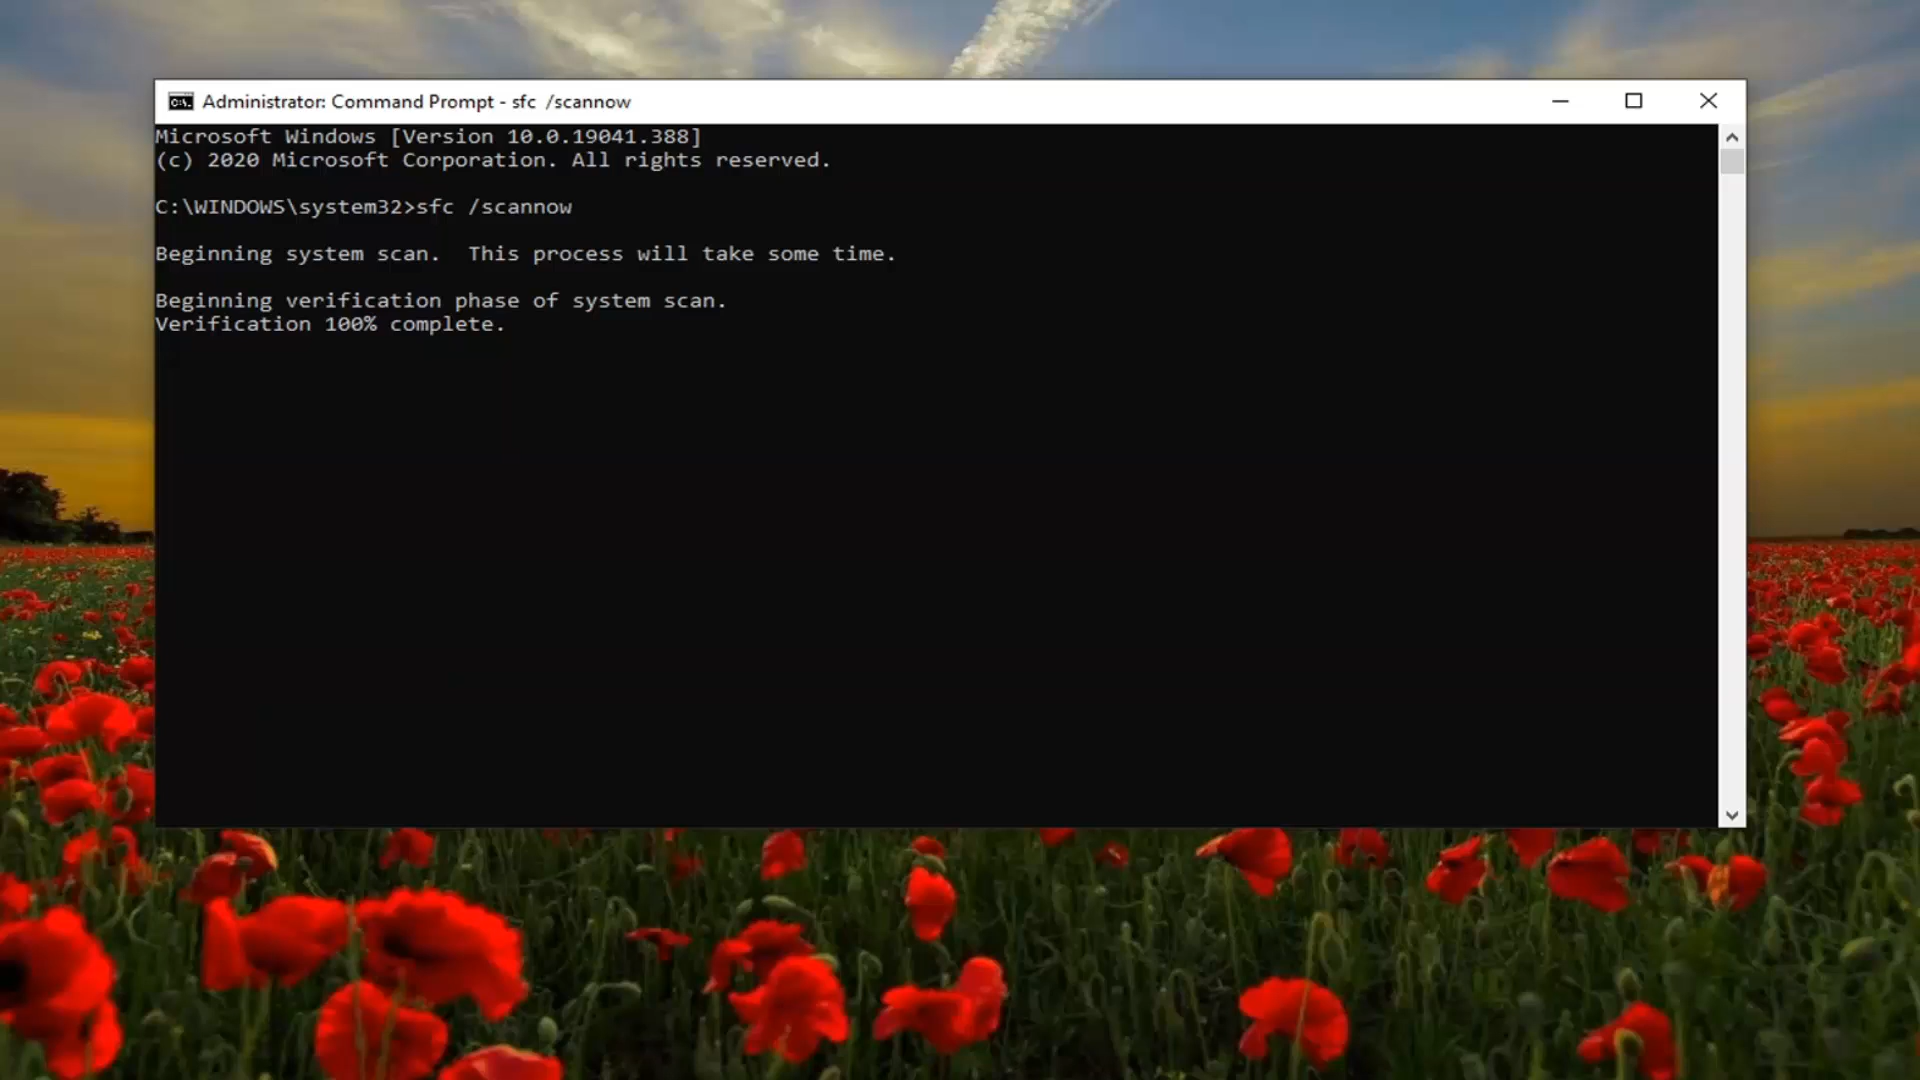 Administrator: Command Prompt - sfc  /scannow
Microsoft Windows [Version 10.0.19041.388]
(c) 2020 Microsoft Corporation. All rights reserved.
C:\WINDOWS\system32>sfc /scannow
Beginning system scan.  This process will take some time.
Beginning verification phase of system scan.
Verification 100% complete.